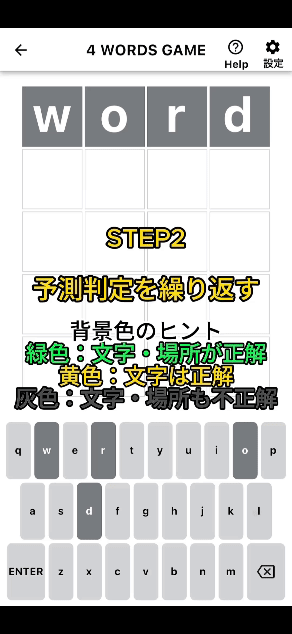 4 WORDS GAME
Help
設定
w o r d
STEP2
予測判定を繰り返す
背景色のヒント
緑色：文字・場所が正解
黄色：文字は正解
灰色：文字・場所も不正解
q w e r t y u i o p
a s d f g h j k l
ENTER z x c v b n m